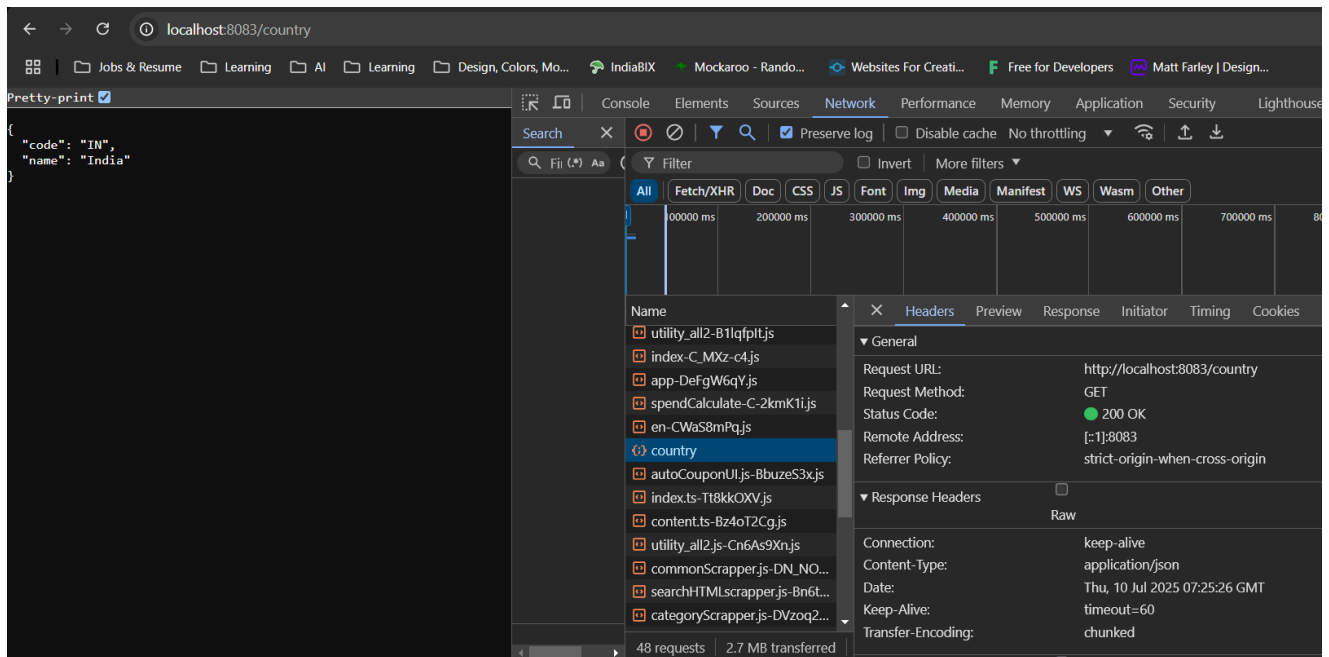 localhost:8083/country
Jobs & Resume Learning AI Learning Design, Colors, Mo... IndiaBIX Mockaroo - Rando... Websites For Creati... Free for Developers Matt Farley | Design...
Pretty-print
{
"code": "IN",
"name": "India"
}
Console Elements Sources Network Performance Memory Application Security Lighthouse
Search
Preserve log Disable cache No throttling
(.*) Aa
Filter Invert More filters
All Fetch/XHR Doc CSS JS Font Img Media Manifest WS Wasm Other
200000 ms 300000 ms 400000 ms 500000 ms 600000 ms 700000 ms
Name
utility_all2-B1lqfplt.js
index-C_MXz-c4.js
app-DeFgW6qY.js
spendCalculate-C-2kmK1i.js
en-CWaS8mPq.js
country
autoCouponUI.js-BbuzeS3x.js
index.ts-Tt8kkOXV.js
content.ts-Bz4oT2Cg.js
utility_all2.js-Cn6As9Xn.js
commonScrapper.js-DN_NO...
searchHTMLscrapper.js-Bn6t...
categoryScrapper.js-DVzoq2...
48 requests 2.7 MB transferred
Headers Preview Response Initiator Timing Cookies
General
Request URL: http://localhost:8083/country
Request Method: GET
Status Code: 200 OK
Remote Address: [::1]:8083
Referrer Policy: strict-origin-when-cross-origin
Response Headers
Raw
Connection: keep-alive
Content-Type: application/json
Date: Thu, 10 Jul 2025 07:25:26 GMT
Keep-Alive: timeout=60
Transfer-Encoding: chunked